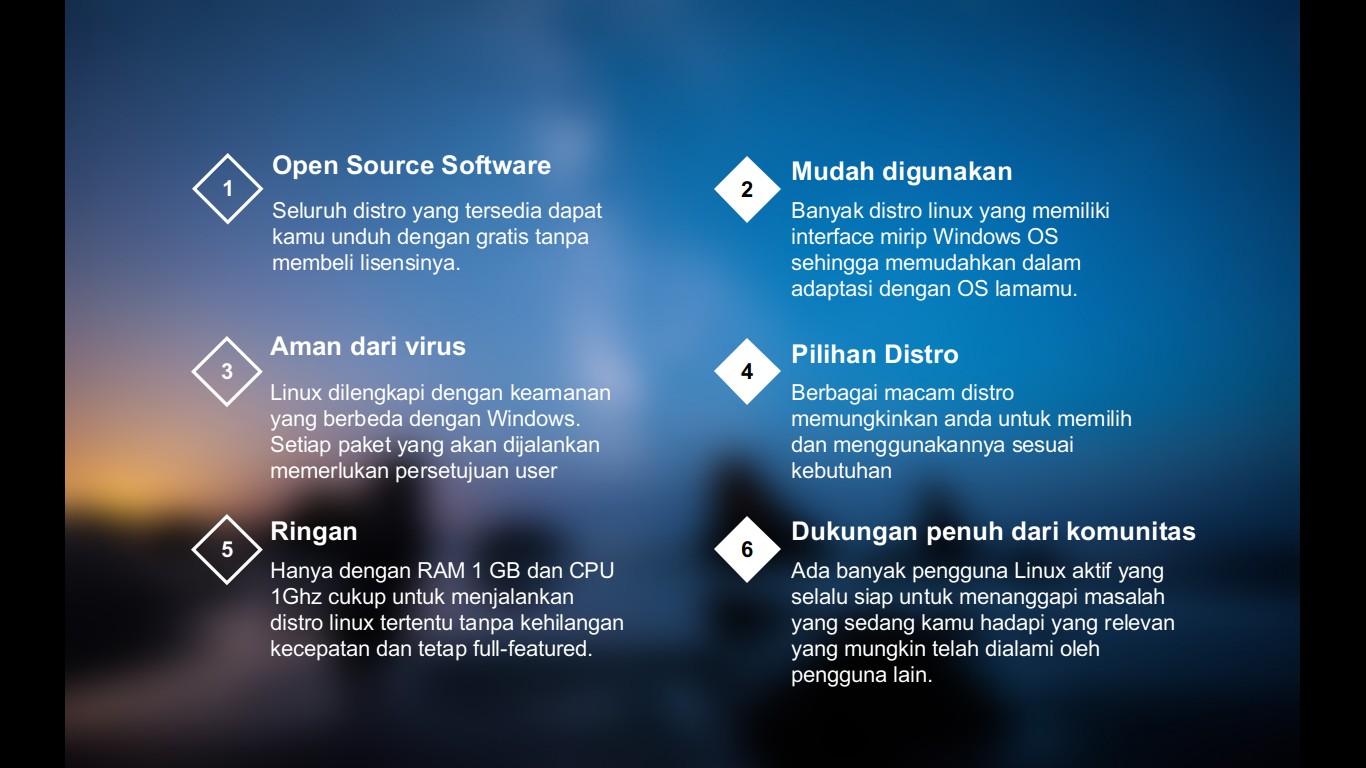 1
Open Source Software
Seluruh distro yang tersedia dapat
kamu unduh dengan gratis tanpa
membeli lisensinya.
2
Mudah digunakan
Banyak distro linux yang memiliki
interface mirip Windows OS
sehingga memudahkan dalam
adaptasi dengan OS lamamu.
3
Aman dari virus
Linux dilengkapi dengan keamanan
yang berbeda dengan Windows.
Setiap paket yang akan dijalankan
memerlukan persetujuan user
4
Pilihan Distro
Berbagai macam distro
memungkinkan anda untuk memilih
dan menggunakannya sesuai
kebutuhan
5
Ringan
Hanya dengan RAM 1 GB dan CPU
1Ghz cukup untuk menjalankan
distro linux tertentu tanpa kehilangan
kecepatan dan tetap full-featured.
6
Dukungan penuh dari komunitas
Ada banyak pengguna Linux aktif yang
selalu siap untuk menanggapi masalah
yang sedang kamu hadapi yang relevan
yang mungkin telah dialami oleh
pengguna lain.